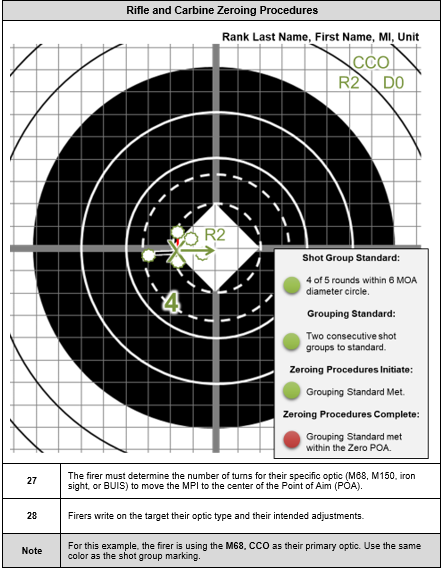 Rifle and Carbine Zeroing Procedures
Rank Last Name, First Name, MI, Unit
CCO
R2 D0
R2
4
Shot Group Standard:
4 of 5 rounds within 6 MOA
diameter circle.
Grouping Standard:
Two consecutive shot
groups to standard.
Zeroing Procedures Initiate:
Grouping Standard Met.
Zeroing Procedures Complete:
Grouping Standard met
within the Zero POA.
27 The firer must determine the number of turns for their specific optic (M68, M150, iron
sight, or BUIS) to move the MPI to the center of the Point of Aim (POA).
28 Firers write on the target their optic type and their intended adjustments.
Note For this example, the firer is using the M68, CCO as their primary optic. Use the same
color as the shot group marking.